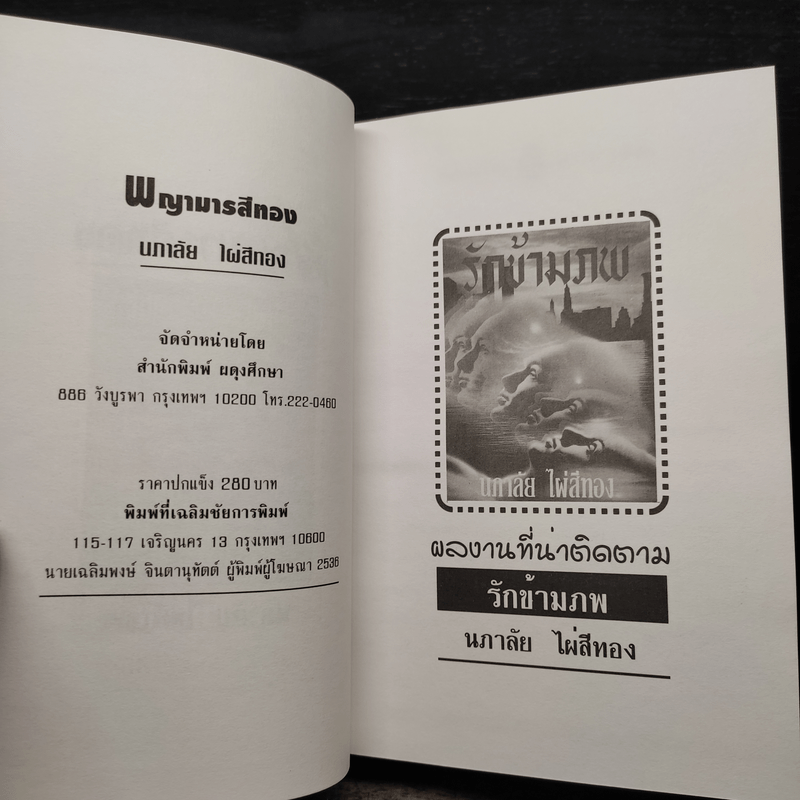 พญามารสีทอง
นภาลัย ไผ่สีทอง
จัดจำหน่ายโดย
สำนักพิมพ์ ผดุงศึกษา
886 วังบูรพา กรุงเทพฯ 10200 โทร.222-0460
ราคาปกแข็ง 280 บาท
พิมพ์ที่เฉลิมชัยการพิมพ์
115-117 เจริญนคร 13 กรุงเทพฯ 10600
นายเฉลิมพงษ์ จินดานุทัตต์ ผู้พิมพ์ผู้โฆษณา 2536
รักข้ามภพ
นภาลัย ไผ่สีทอง
ผลงานที่น่าติดตาม
รักข้ามภพ
นภาลัย ไผ่สีทอง